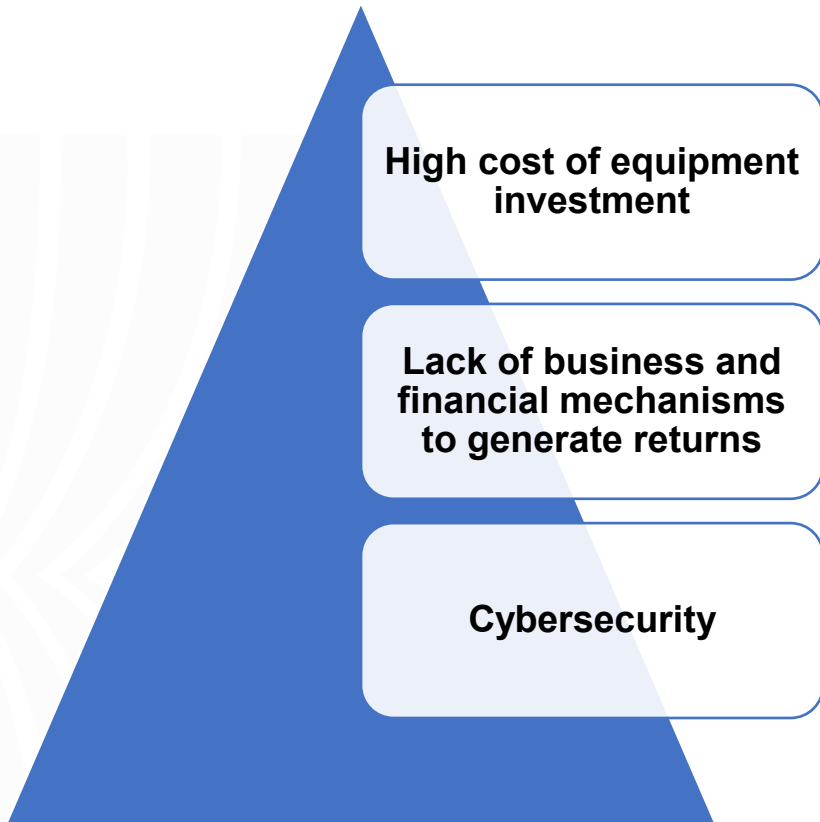 High cost of equipment
investment
Lack of business and
financial mechanisms
to generate returns
Cybersecurity